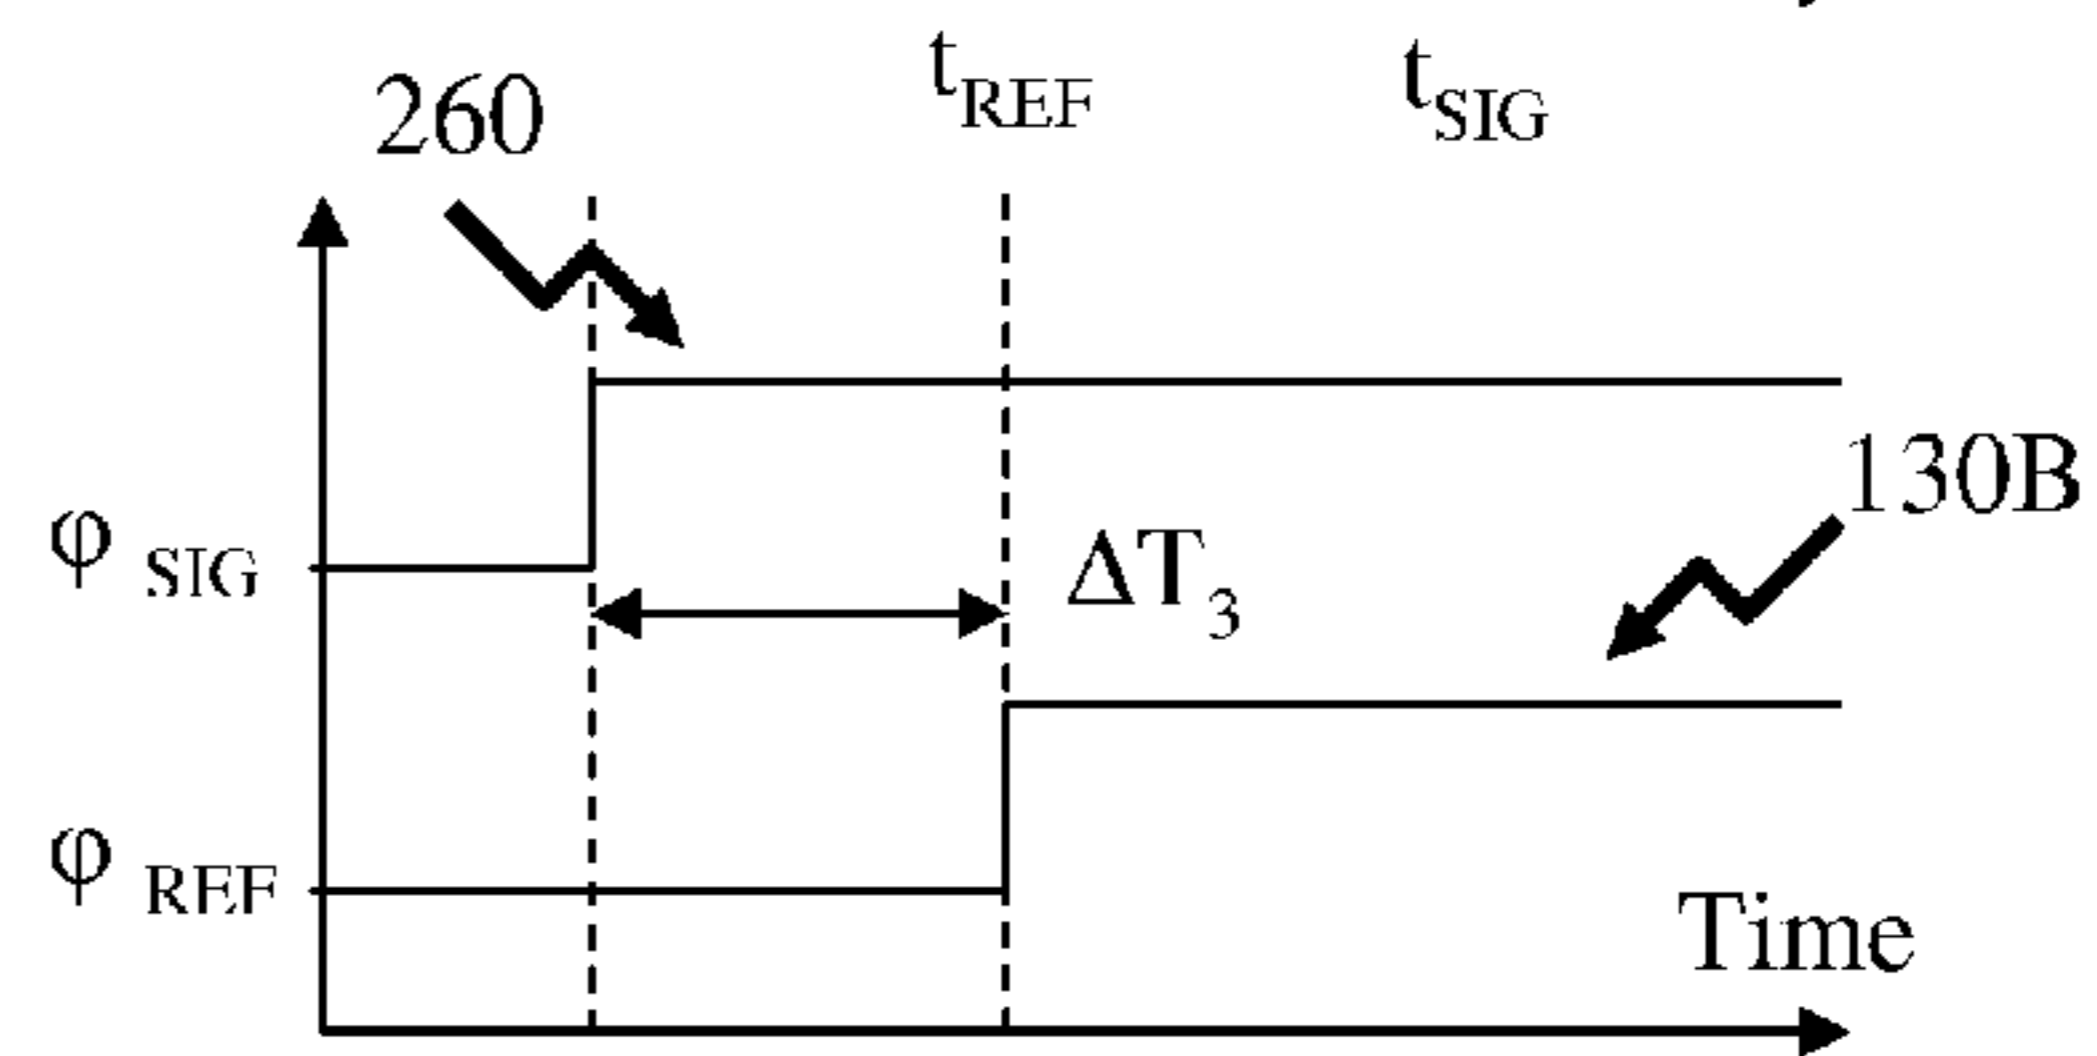 t_REF t_SIG
260
130B
φ SIG
ΔT_3
φ REF
Time